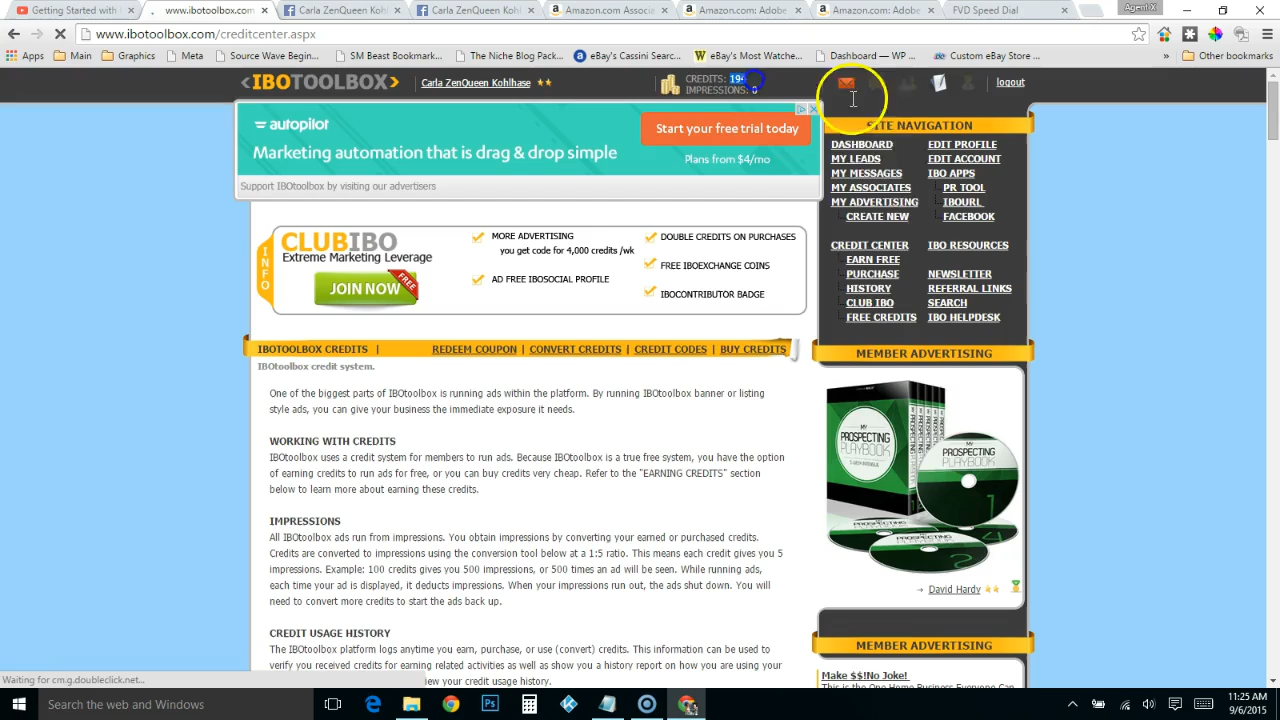 Getting Started with I
www.ibotoolbox.com/
Carla ZenQueen Kohlhase
Carla ZenQueen Kohlhase
Amazon.com Associate
Amazon.com: Adobe
Amazon.com: Adobe
FVD Speed Dial
AgentXI
www.ibotoolbox.com/creditcenter.aspx
Apps
Main
Graphics
Meta
Blog
SM Beast Bookmark...
The Niche Blog Pack...
eBay's Cassini Searc...
eBay's Most Watche...
Dashboard — WP ...
Custom eBay Store ...
»
Other bookmarks
<IBOTOOLBOX>
Carla ZenQueen Kohlhase
CREDITS: 194
IMPRESSIONS: 0
logout
autopilot
Marketing automation that is drag & drop simple
Start your free trial today
Plans from $4/mo
Support IBOtoolbox by visiting our advertisers
INFO
CLUBIBO
Extreme Marketing Leverage
JOIN NOW
FREE
MORE ADVERTISING
you get code for 4,000 credits /wk
AD FREE IBOSOCIAL PROFILE
DOUBLE CREDITS ON PURCHASES
FREE IBOEXCHANGE COINS
IBOCONTRIBUTOR BADGE
IBOTOOLBOX CREDITS |
REDEEM COUPON | CONVERT CREDITS | CREDIT CODES | BUY CREDITS
IBOtoolbox credit system.
One of the biggest parts of IBOtoolbox is running ads within the platform. By running IBOtoolbox banner or listing
style ads, you can give your business the immediate exposure it needs.
WORKING WITH CREDITS
IBOtoolbox uses a credit system for members to run ads. Because IBOtoolbox is a true free system, you have the option
of earning credits to run ads for free, or you can buy credits very cheap. Refer to the "EARNING CREDITS" section
below to learn more about earning these credits.
IMPRESSIONS
All IBOtoolbox ads run from impressions. You obtain impressions by converting your earned or purchased credits.
Credits are converted to impressions using the conversion tool below at a 1:5 ratio. This means each credit gives you 5
impressions. Example: 100 credits gives you 500 impressions, or 500 times an ad will be seen. While running ads,
each time your ad is displayed, it deducts impressions. When your impressions run out, the ads shut down. You will
need to convert more credits to start the ads back up.
CREDIT USAGE HISTORY
The IBOtoolbox platform logs anytime you earn, purchase, or use (convert) credits. This information can be used to
verify you received credits for earning related activities as well as show you a history report on how you are using your
view your credit usage history.
SITE NAVIGATION
DASHBOARD
MY LEADS
MY MESSAGES
MY ASSOCIATES
MY ADVERTISING
CREATE NEW
CREDIT CENTER
EARN FREE
PURCHASE
HISTORY
CLUB IBO
FREE CREDITS
EDIT PROFILE
EDIT ACCOUNT
IBO APPS
PR TOOL
IBOURL
FACEBOOK
IBO RESOURCES
NEWSLETTER
REFERRAL LINKS
SEARCH
IBO HELPDESK
MEMBER ADVERTISING
MY
PROSPECTING
PLAYBOOK
MY
PROSPECTING
PLAYBOOK
David Hardy
MEMBER ADVERTISING
Make $$!No Joke!
This is the One Home Business Everyone Can
Waiting for cm.g.doubleclick.net...
Search the web and Windows
11:25 AM
9/6/2015